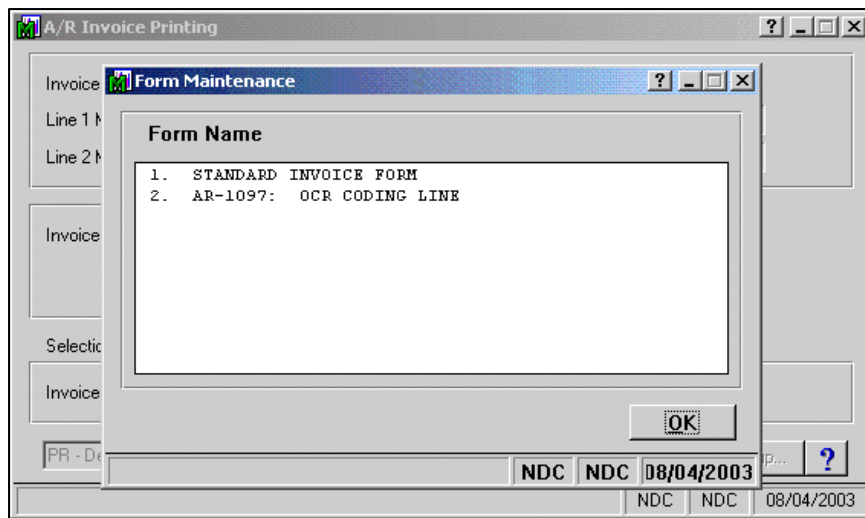 A/R Invoice Printing
Form Maintenance
Invoice
Line 1
Line 2
Form Name
1. STANDARD INVOICE FORM
2. AR-1097: OCR CODING LINE
Invoice
Invoice
OK
PR - De
NDC NDC 08/04/2003
NDC NDC 08/04/2003